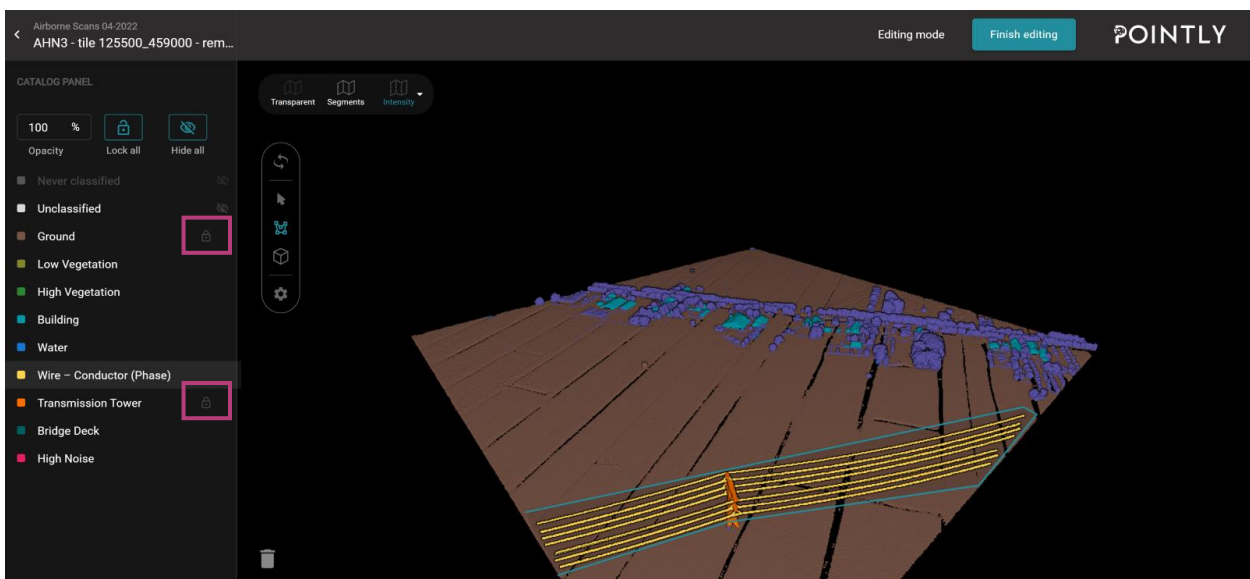 Airborne Scans 04-2022
AHN3 - tile 125500_459000 - rem...
Editing mode
Finish editing
POINTLY
CATALOG PANEL
100 %
Opacity
Lock all
Hide all
Never classified
Unclassified
Ground
Low Vegetation
High Vegetation
Building
Water
Wire – Conductor (Phase)
Transmission Tower
Bridge Deck
High Noise
Transparent
Segments
Intensity